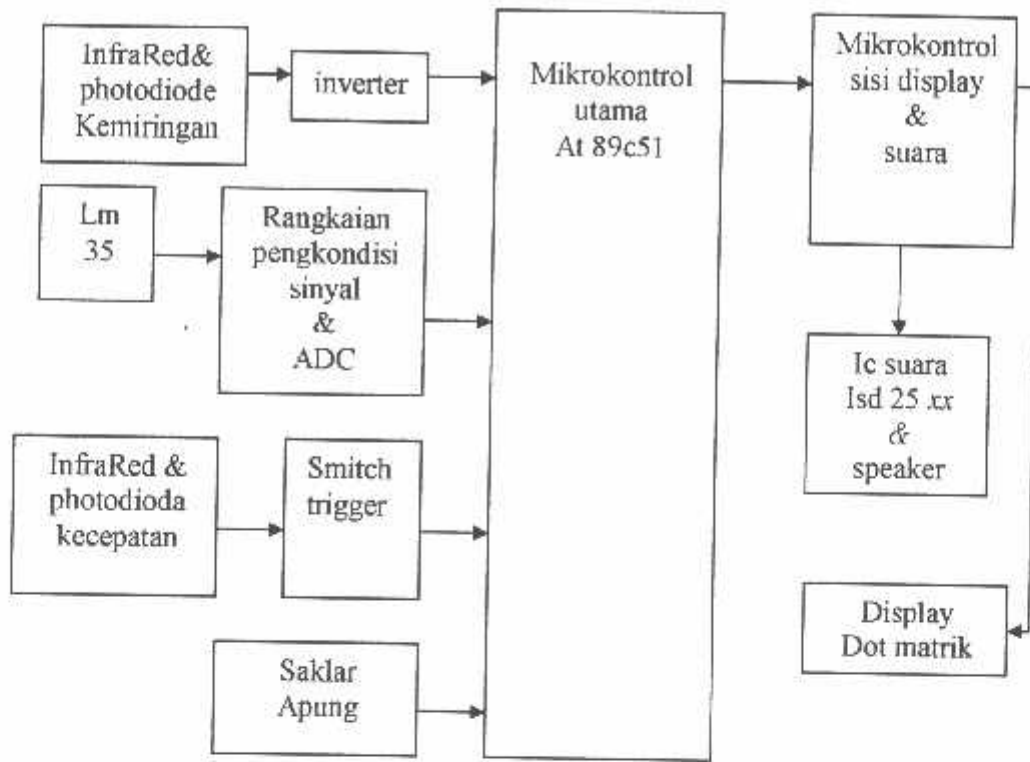 InfraRed&
photodiode
Kemiringan
inverter
Mikrokontrol
utama
At 89c51
Mikrokontrol
sisi display
&
suara
Lm
35
Rangkaian
pengkondisi
sinyal
&
ADC
Ic suara
Isd 25 .xx
&
speaker
InfraRed &
photodioda
kecepatan
Smitch
trigger
Display
Dot matrik
Saklar
Apung